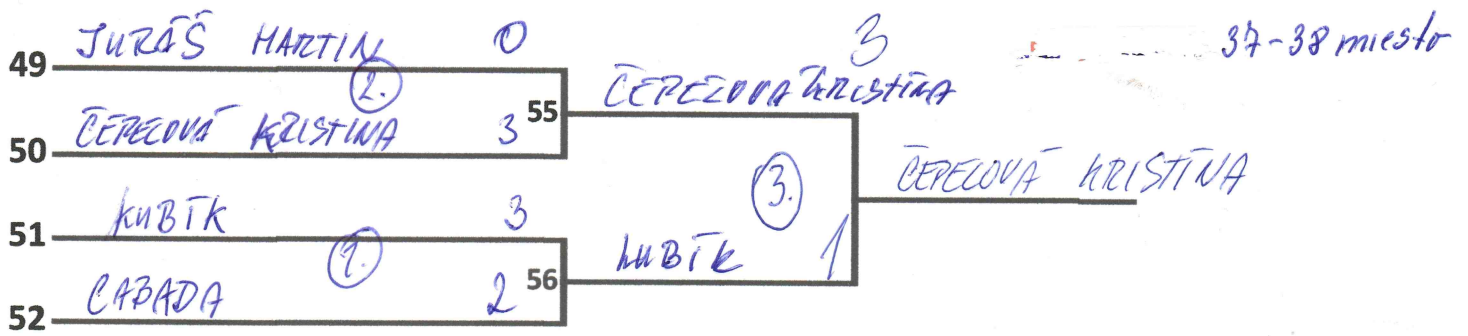 JURÁŠ MARTIN 0
49
2.
ČEPECOVÁ KRISTINA 3
50
KUBÍK 3
51
1.
CABADA 2
52
3
55 ČEPECOVÁ KRISTÍNA
3.
56 KUBÍK 1
ČEPECOVÁ KRISTÍNA
37-38 miesto